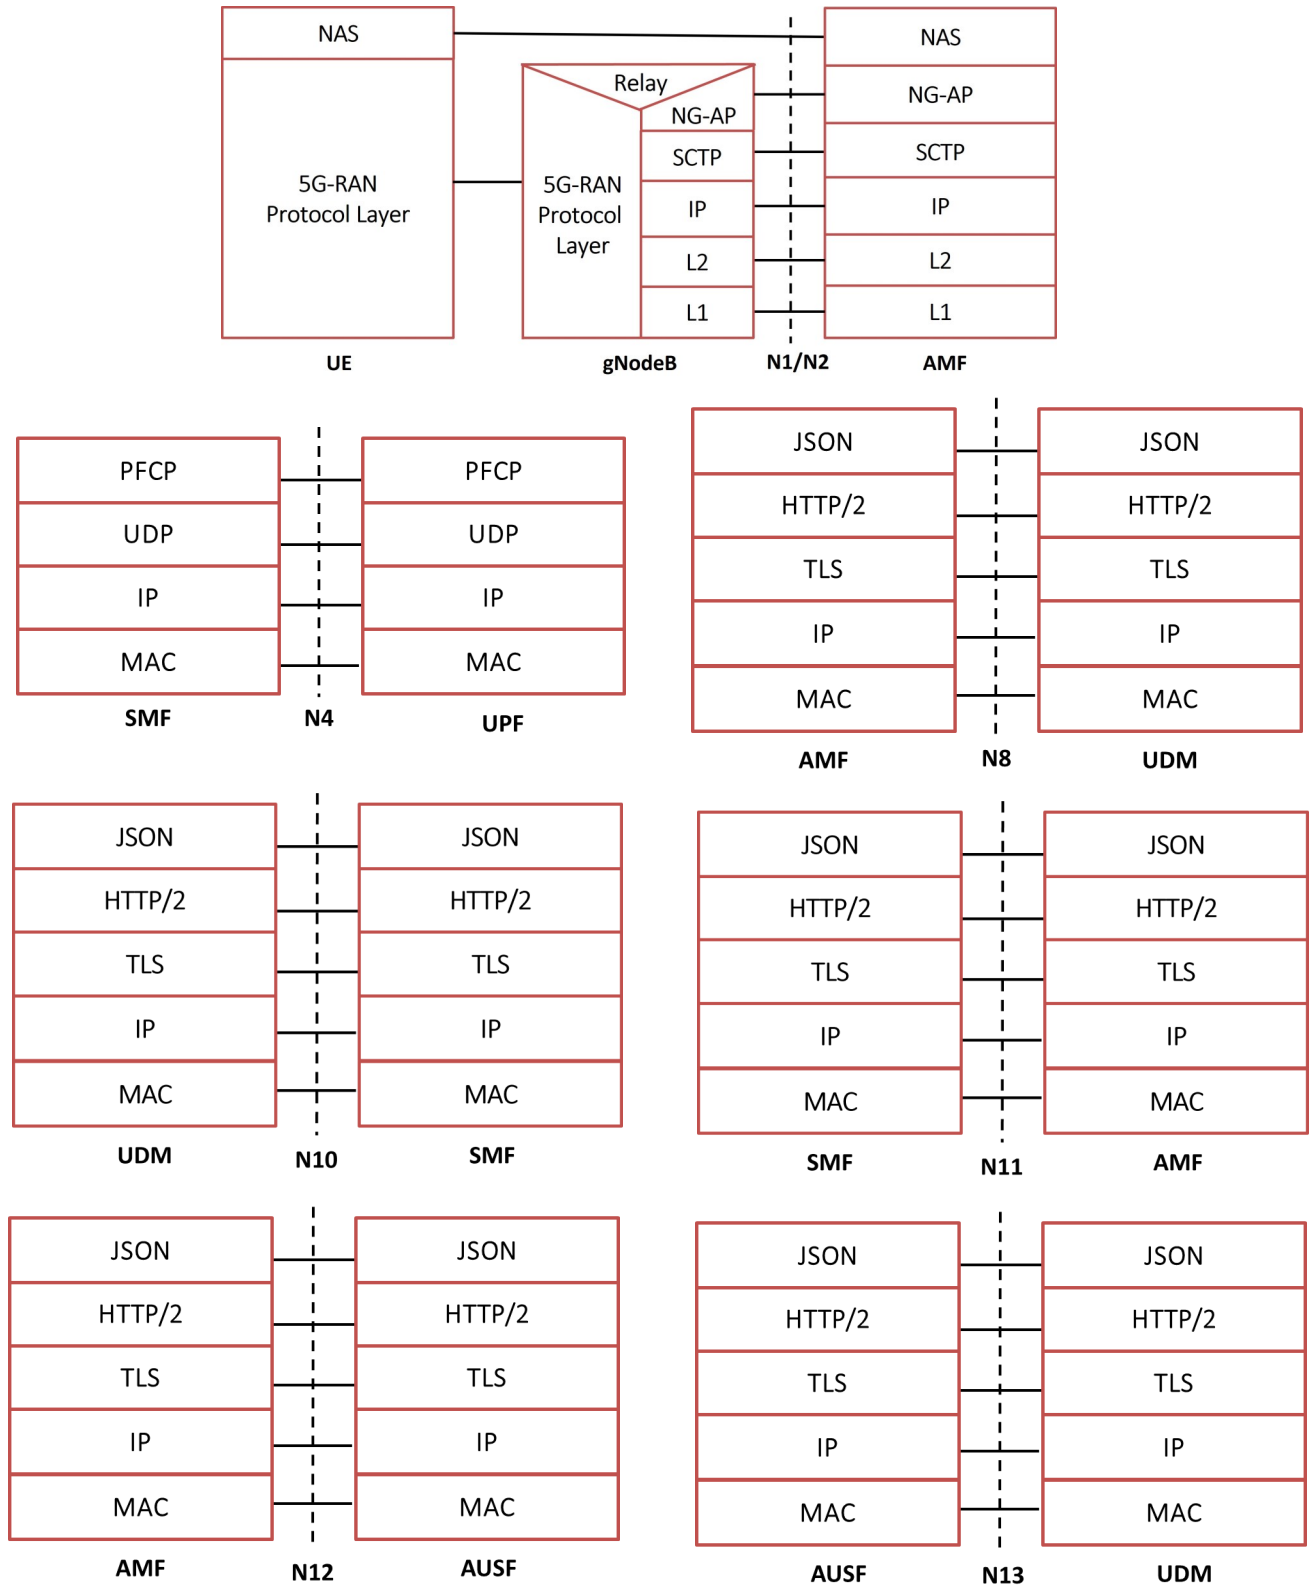 NAS
NAS
Relay
NG-AP
NG-AP
SCTP
SCTP
5G-RAN
Protocol Layer
5G-RAN
Protocol
Layer
IP
IP
L2
L2
L1
L1
UE
gNodeB
N1/N2
AMF
PFCP
PFCP
UDP
UDP
IP
IP
MAC
MAC
SMF
N4
UPF
JSON
JSON
HTTP/2
HTTP/2
TLS
TLS
IP
IP
MAC
MAC
AMF
N8
UDM
JSON
JSON
HTTP/2
HTTP/2
TLS
TLS
IP
IP
MAC
MAC
UDM
N10
SMF
JSON
JSON
HTTP/2
HTTP/2
TLS
TLS
IP
IP
MAC
MAC
SMF
N11
AMF
JSON
JSON
HTTP/2
HTTP/2
TLS
TLS
IP
IP
MAC
MAC
AMF
N12
AUSF
JSON
JSON
HTTP/2
HTTP/2
TLS
TLS
IP
IP
MAC
MAC
AUSF
N13
UDM